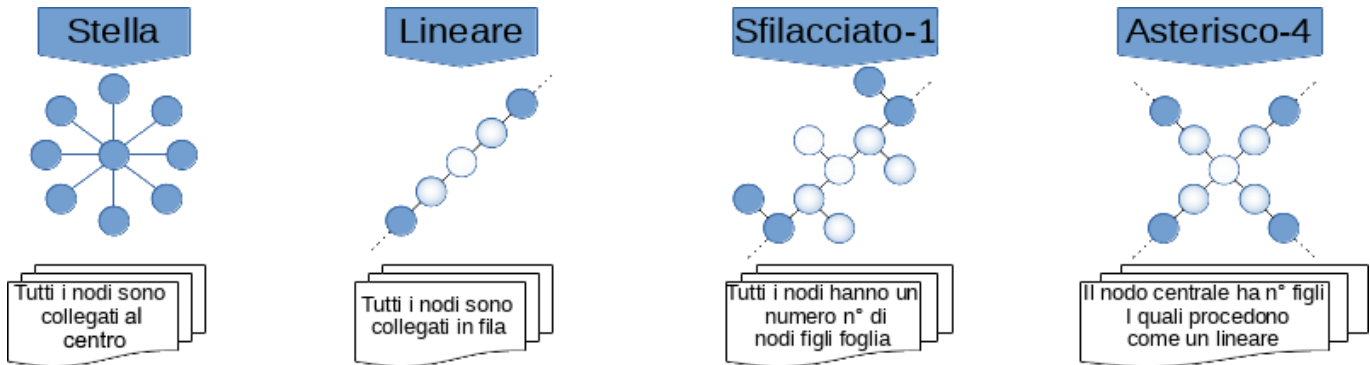 Stella
Lineare
Sfilacciato-1
Asterisco-4
Tutti i nodi sono
collegati al
centro
Tutti i nodi sono
collegati in fila
Tutti i nodi hanno un
numero n° di
nodi figli foglia
Il nodo centrale ha n° figli
I quali procedono
come un lineare